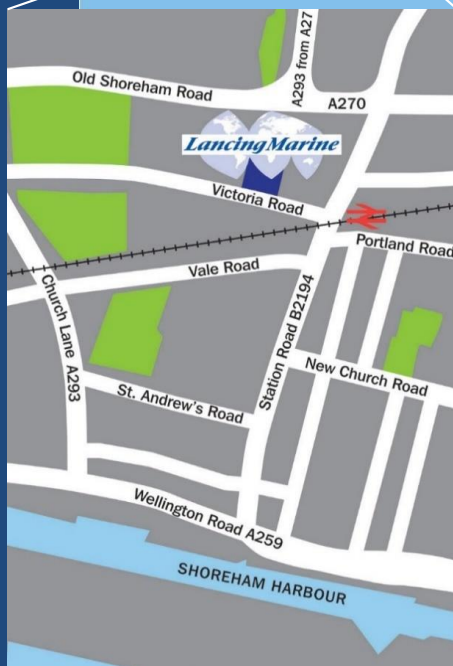 A293 from A27
Old Shoreham Road
A270
LancingMarine
Victoria Road
Portland Road
Vale Road
Church Lane A293
Station Road B2194
New Church Road
St. Andrew's Road
Wellington Road A259
SHOREHAM HARBOUR